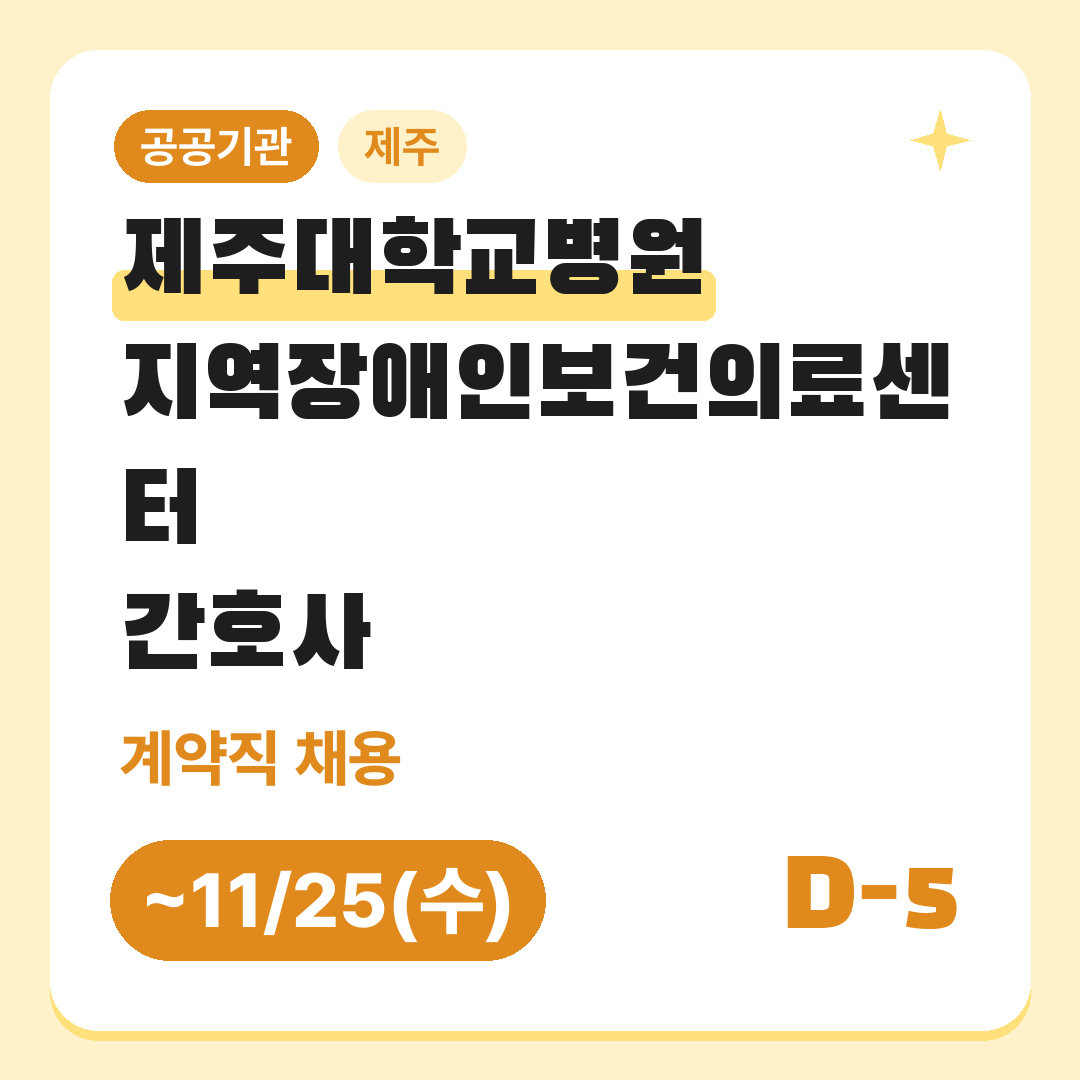 공공기관 제주
제주대학교병원
지역장애인보건의료센
터
간호사
계약직 채용
~11/25(수) D-5